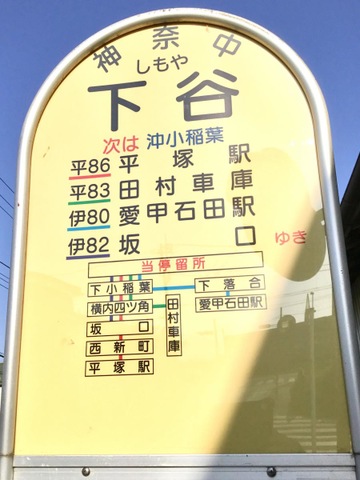 神奈中
しもや
下谷
次は 沖小稲葉
平86 平塚駅
平83 田村車庫
伊80 愛甲石田駅
伊82 坂口 ゆき
当停留所
下小稲葉 下落合
横内四ツ角 田村車庫 愛甲石田駅
坂口
西新町
平塚駅